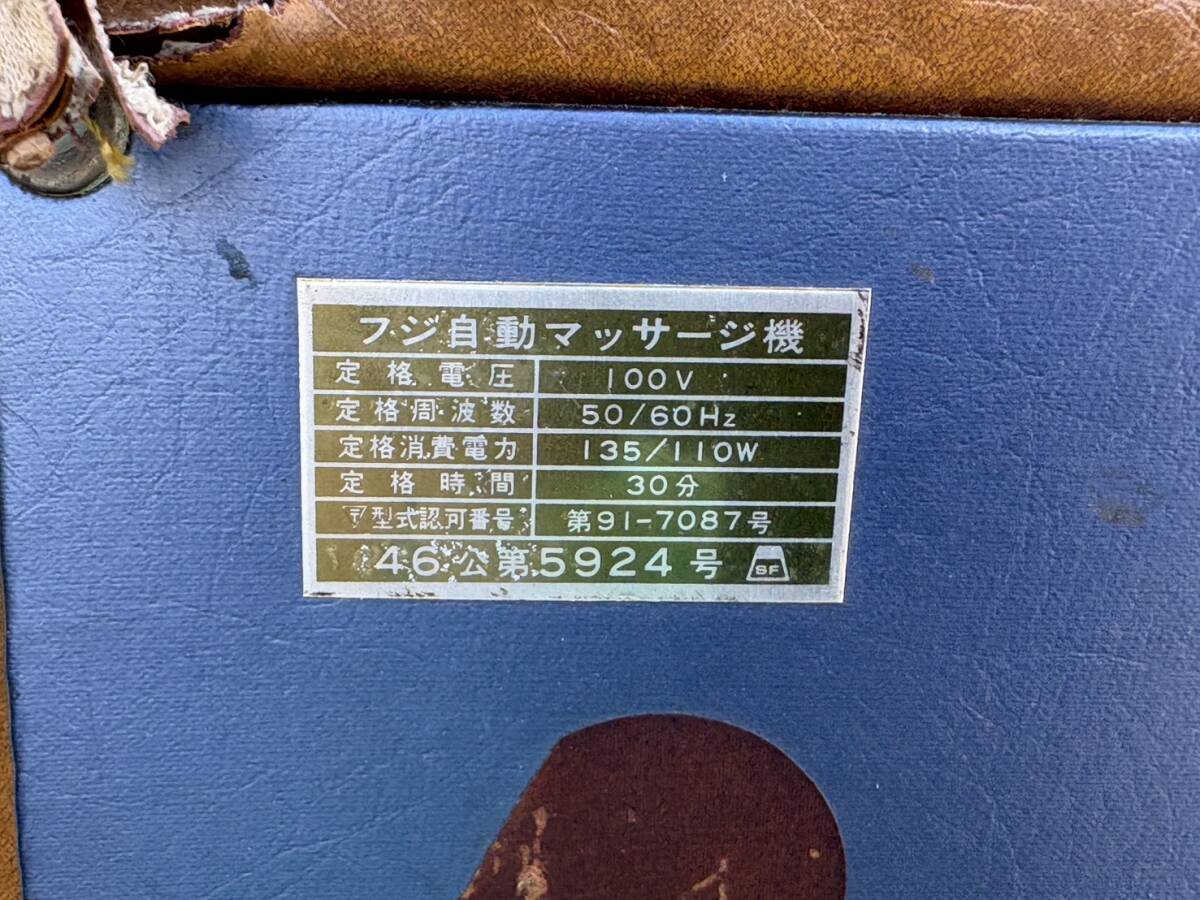 フジ自動マッサージ機
定格電圧 100V
定格周波数 50/60Hz
定格消費電力 135/110W
定格時間 30分
〒型式認可番号 第91-7087号
46公第5924号 SF